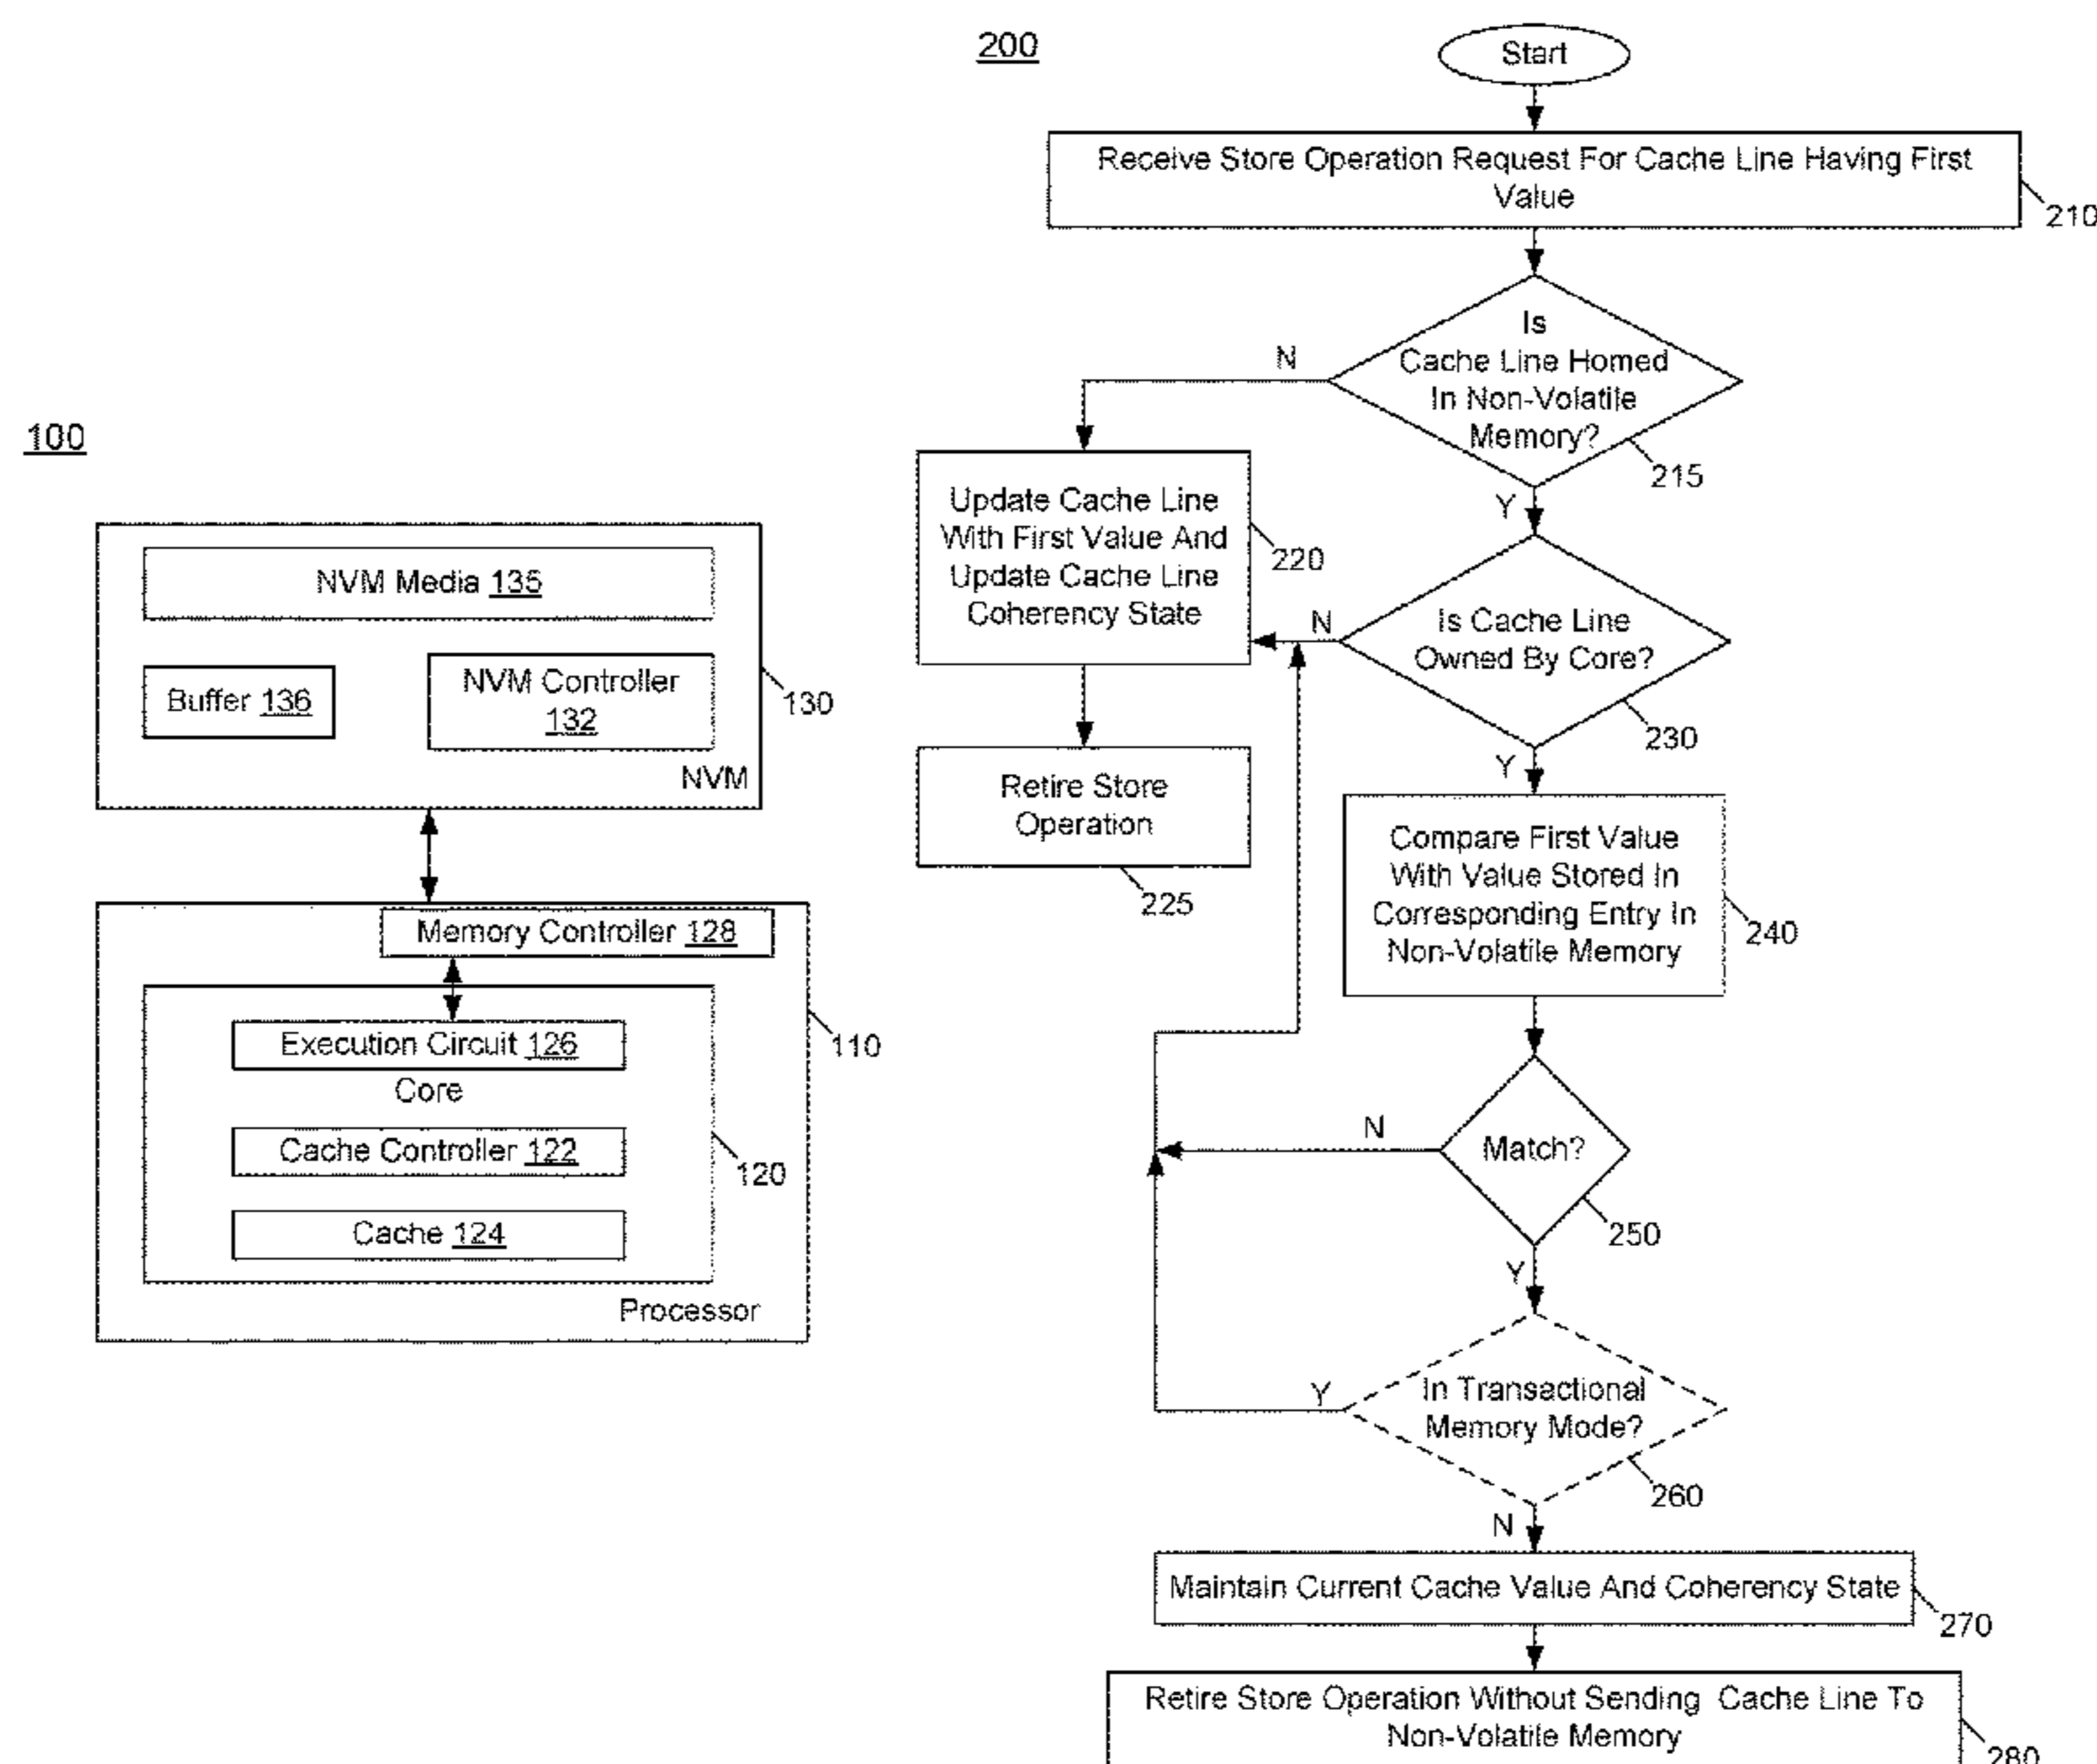 100
NVM Media 135
Buffer 136
NVM Controller
132
NVM
130
Memory Controller 128
Execution Circuit 126
Core
Cache Controller 122
Cache 124
Processor
110
120
200
Start
Receive Store Operation Request For Cache Line Having First
Value
210
Is
Cache Line Homed
In Non-Volatile
Memory?
215
N
Y
Update Cache Line
With First Value And
Update Cache Line
Coherency State
220
Retire Store
Operation
225
Is Cache Line
Owned By Core?
230
N
Y
Compare First Value
With Value Stored In
Corresponding Entry In
Non-Volatile Memory
240
Match?
250
N
Y
In Transactional
Memory Mode?
260
Y
N
Maintain Current Cache Value And Coherency State
270
Retire Store Operation Without Sending Cache Line To
Non-Volatile Memory
280